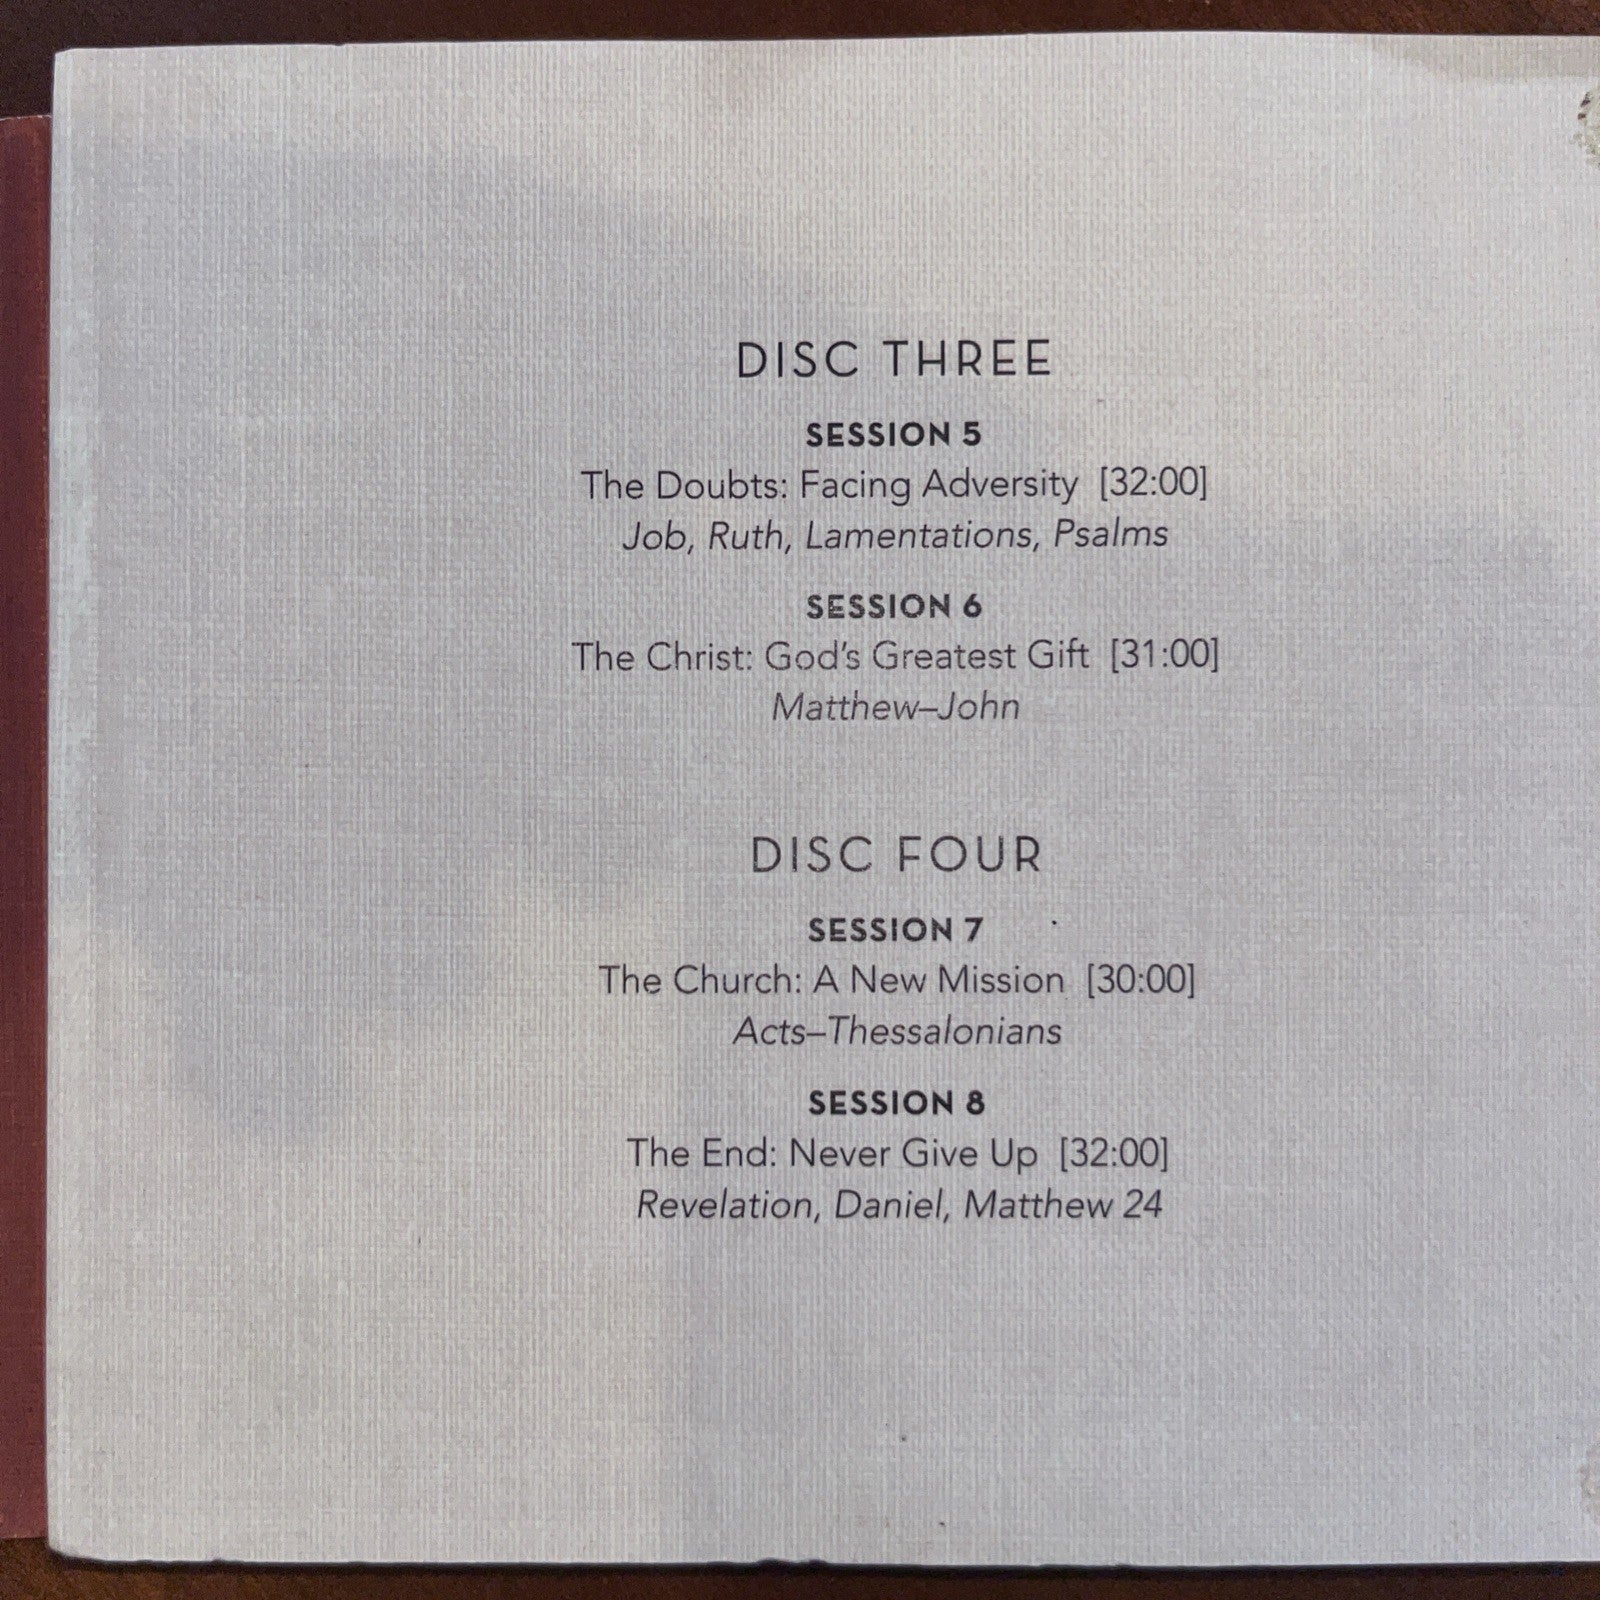 DISC THREE
SESSION 5
The Doubts: Facing Adversity [32:00]
Job, Ruth, Lamentations, Psalms
SESSION 6
The Christ: God's Greatest Gift [31:00]
Matthew–John
DISC FOUR
SESSION 7
The Church: A New Mission [30:00]
Acts–Thessalonians
SESSION 8
The End: Never Give Up [32:00]
Revelation, Daniel, Matthew 24